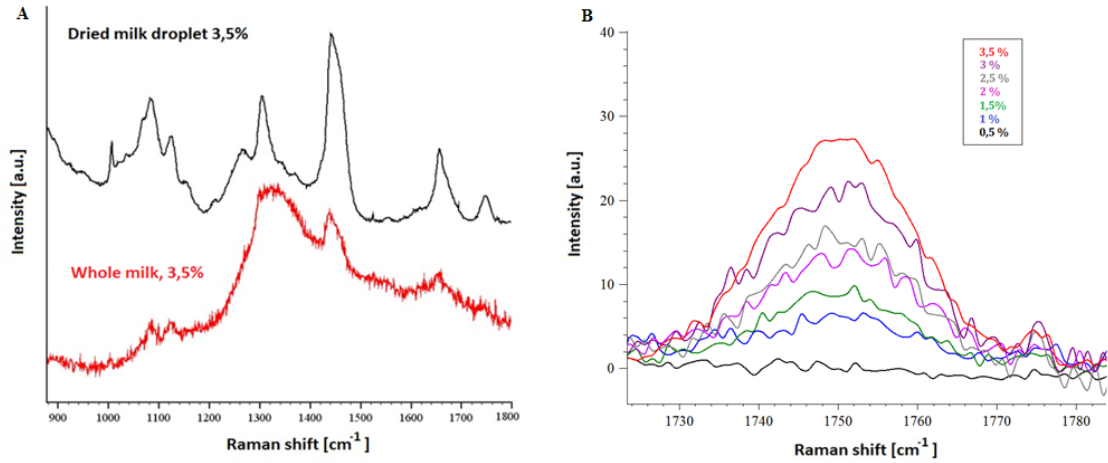 A
Dried milk droplet 3,5%
Whole milk, 3,5%
Intensity [a.u.]
900 1000 1100 1200 1300 1400 1500 1600 1700 1800
Raman shift [cm-1]
B
40
30
20
10
0
Intensity [a.u.]
3,5 %
3 %
2,5 %
2 %
1,5%
1 %
0,5 %
1730 1740 1750 1760 1770 1780
Raman shift [cm-1]